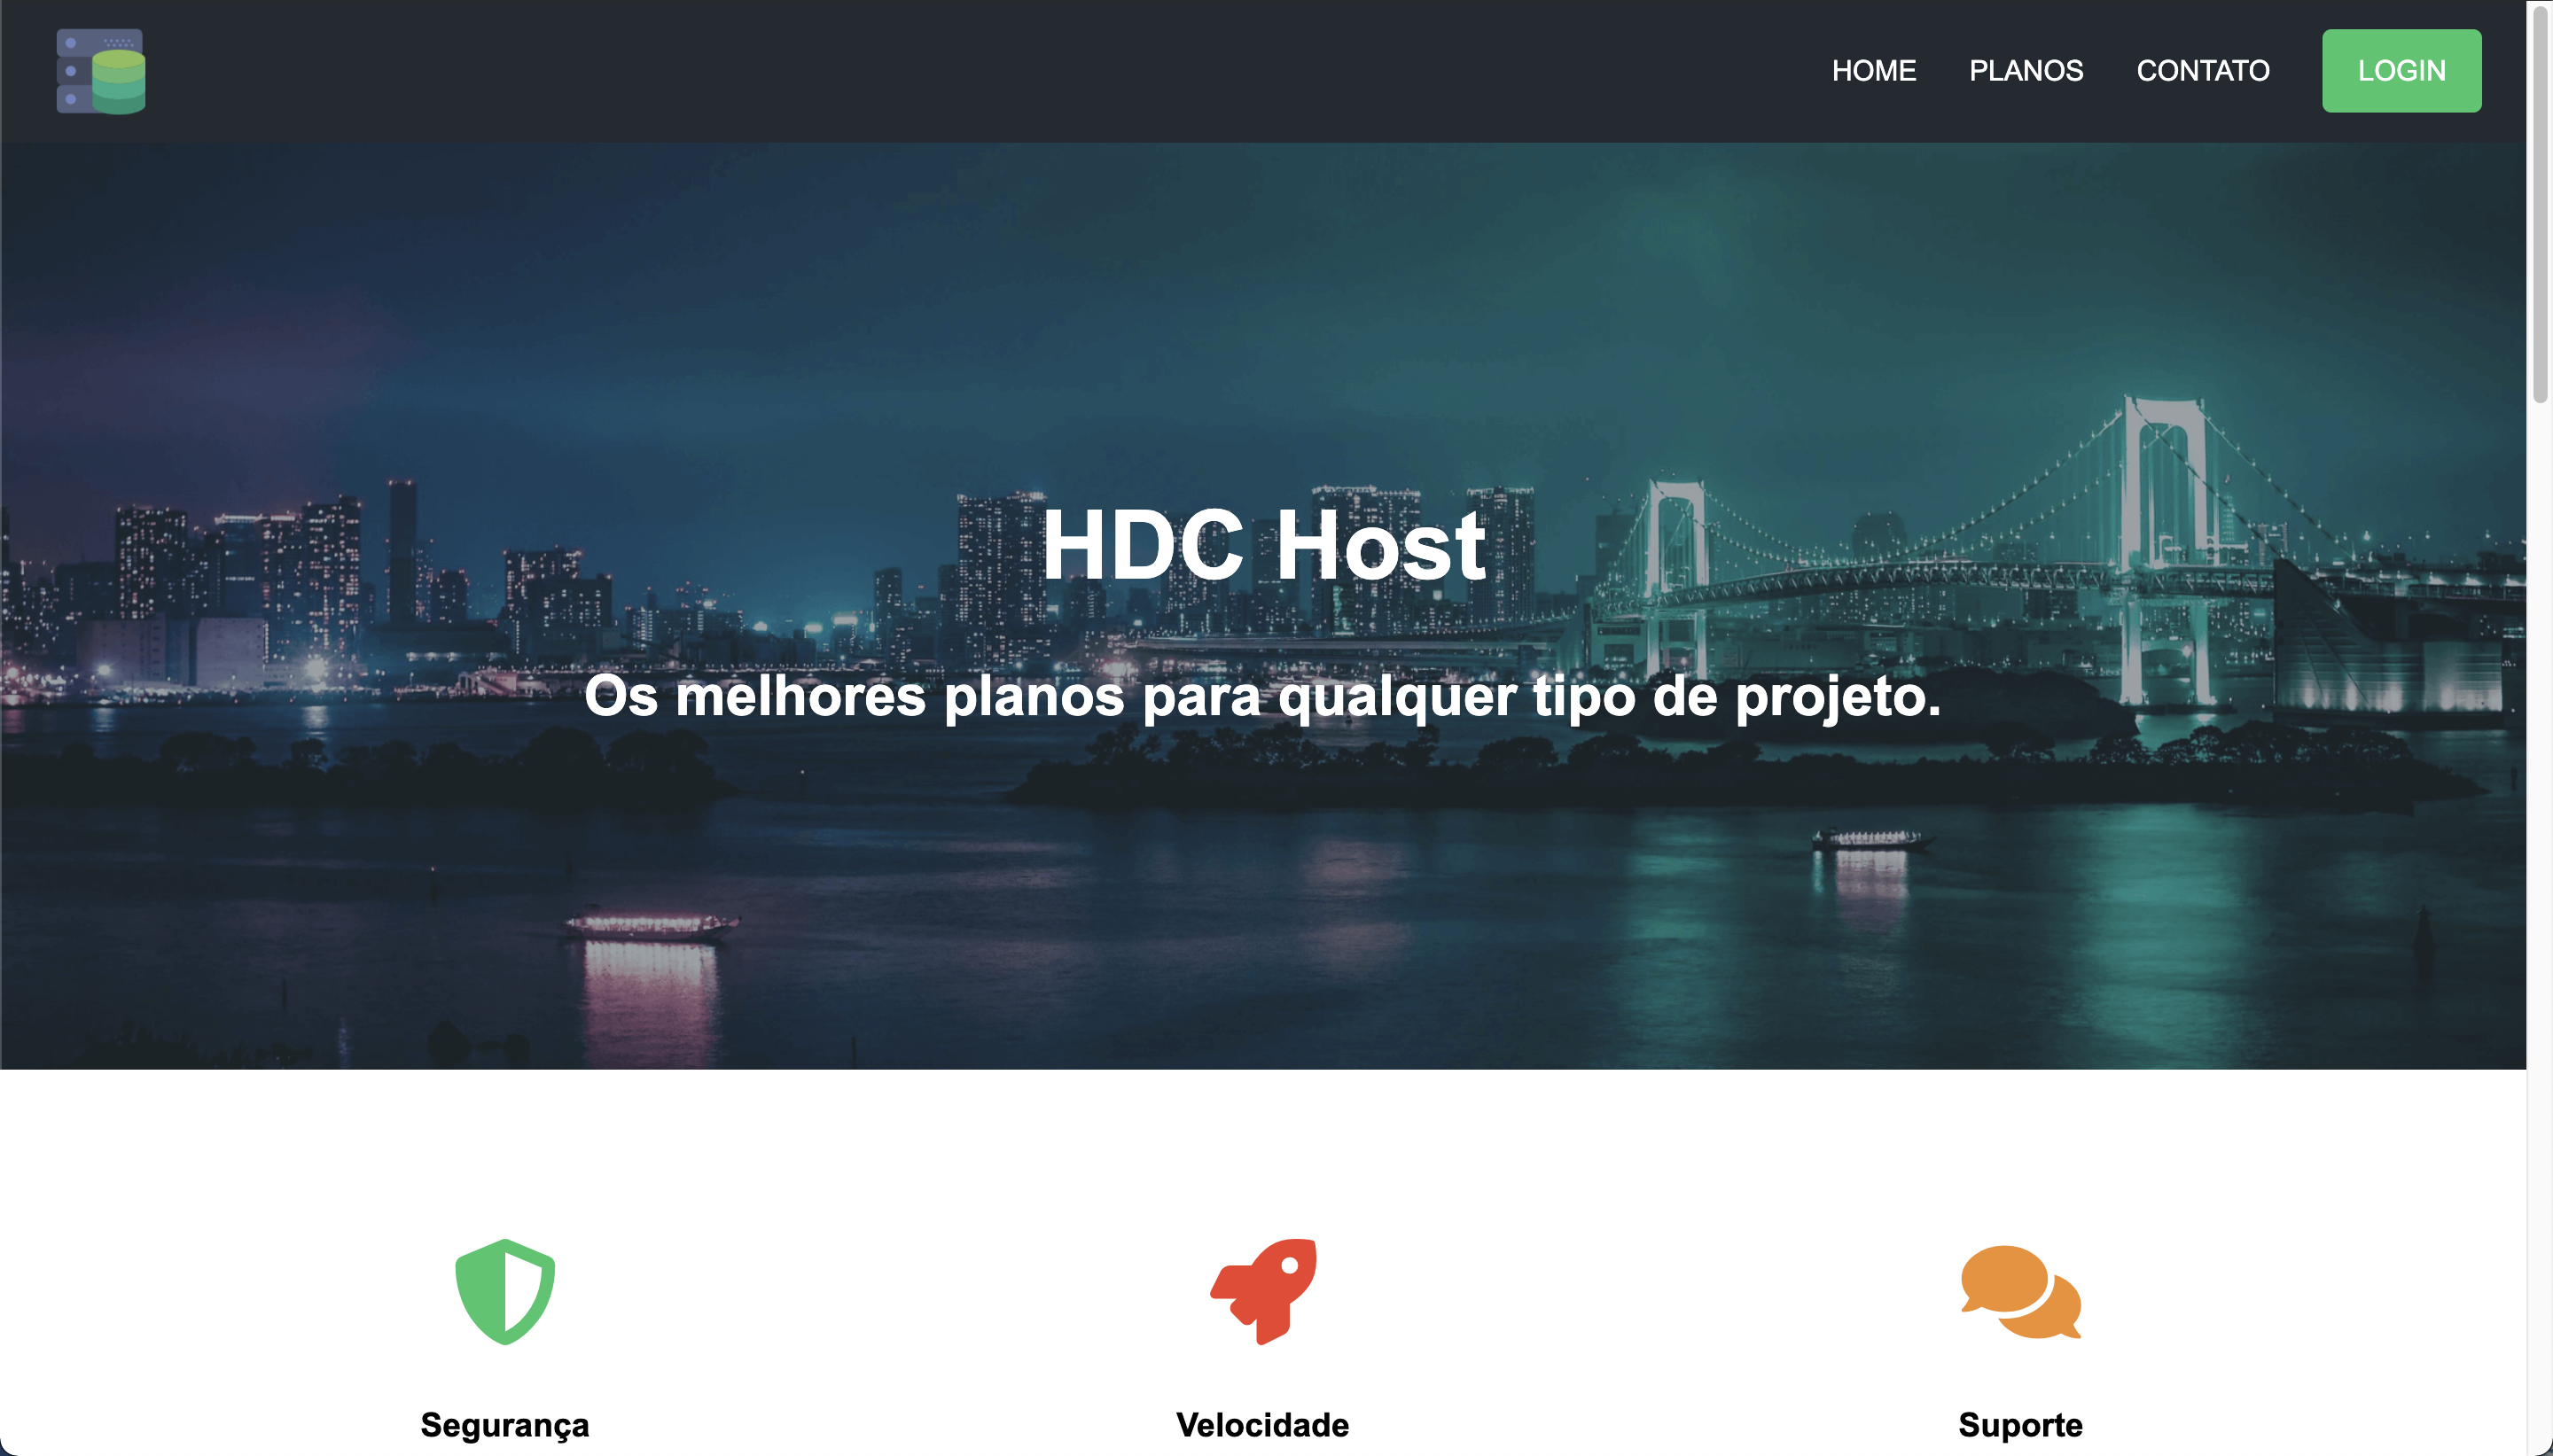 HOME PLANOS CONTATO LOGIN
HDC Host
Os melhores planos para qualquer tipo de projeto.
Segurança Velocidade Suporte